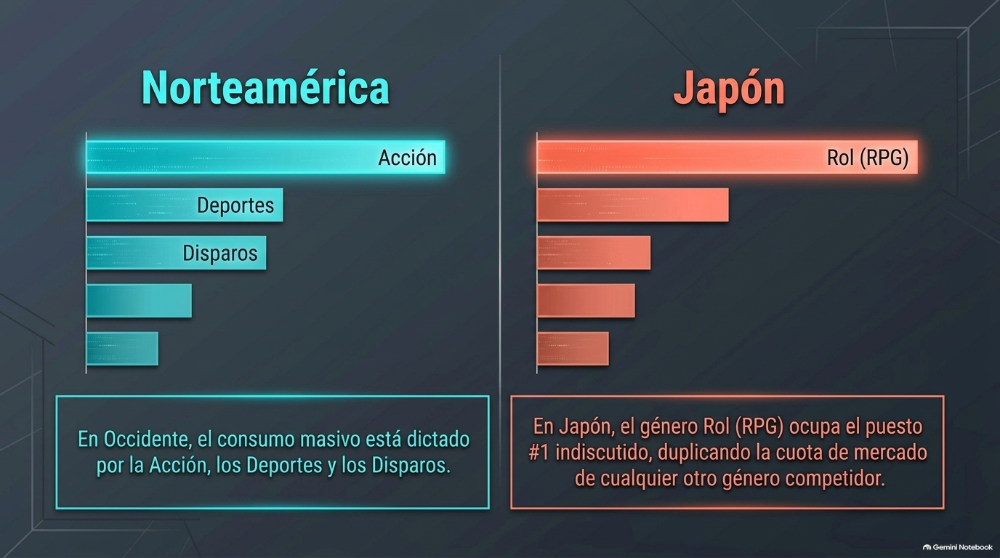 Norteamérica
Acción
Deportes
Disparos
En Occidente, el consumo masivo está dictado
por la Acción, los Deportes y los Disparos.
Japón
Rol (RPG)
En Japón, el género Rol (RPG) ocupa el puesto
#1 indiscutido, duplicando la cuota de mercado
de cualquier otro género competidor.
Gemini Notebook